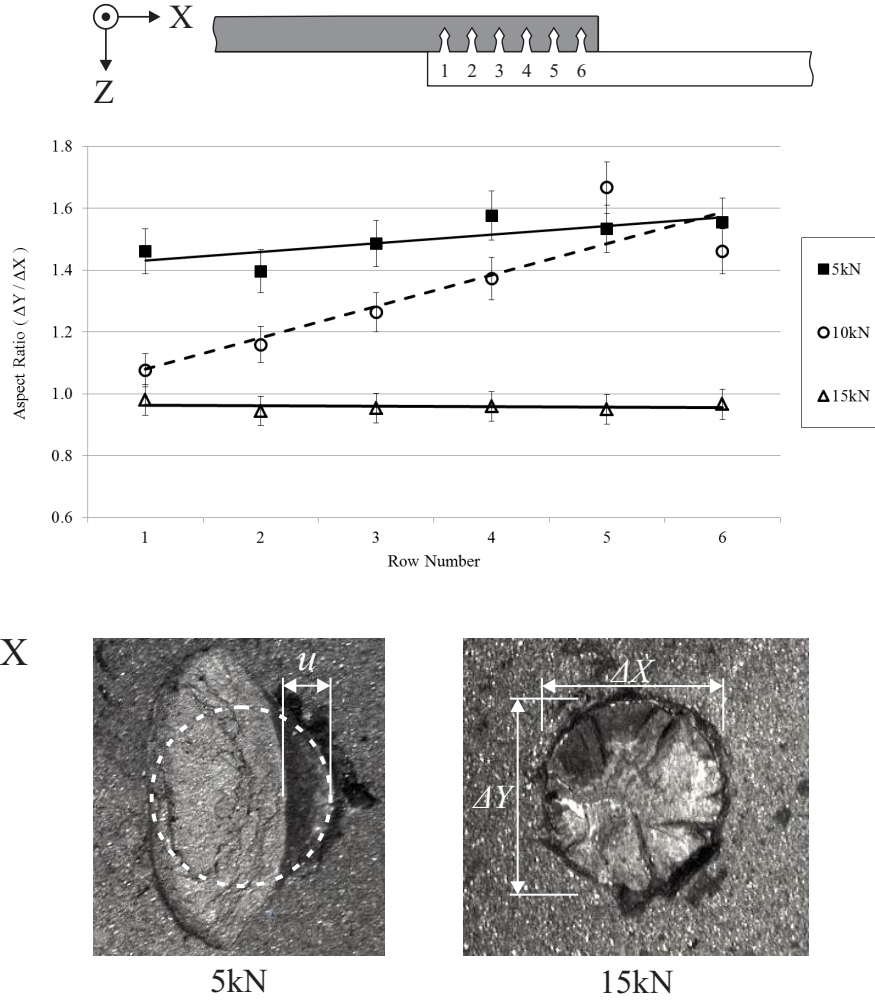 X
Z
1 2 3 4 5 6
1.8
1.6
1.4
1.2
1.0
0.8
0.6
Aspect Ratio ( ΔY / ΔX )
1 2 3 4 5 6
Row Number
5kN
10kN
15kN
X
u
ΔX
ΔY
5kN
15kN